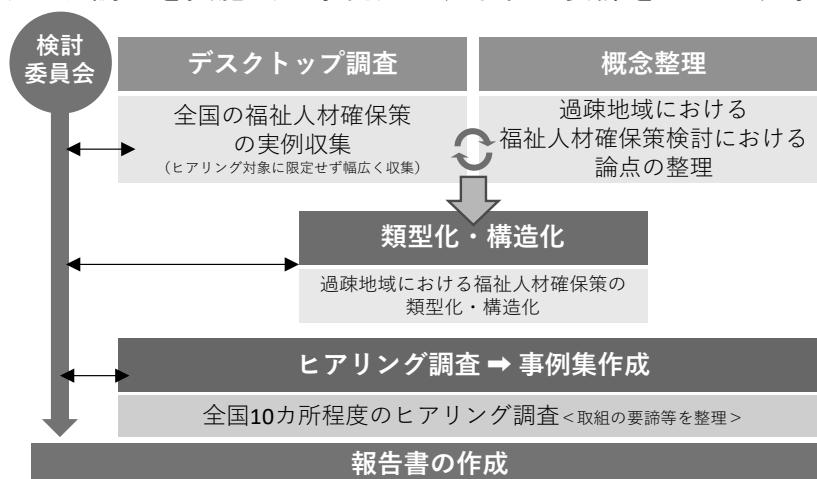 検討
委員会
デスクトップ調査
概念整理
全国の福祉人材確保策
の実例収集
(ヒアリング対象に限定せず幅広く収集)
過疎地域における
福祉人材確保策検討における
論点の整理
類型化・構造化
過疎地域における福祉人材確保策の
類型化・構造化
ヒアリング調査 ➡ 事例集作成
全国10カ所程度のヒアリング調査<取組の要諦等を整理>
報告書の作成